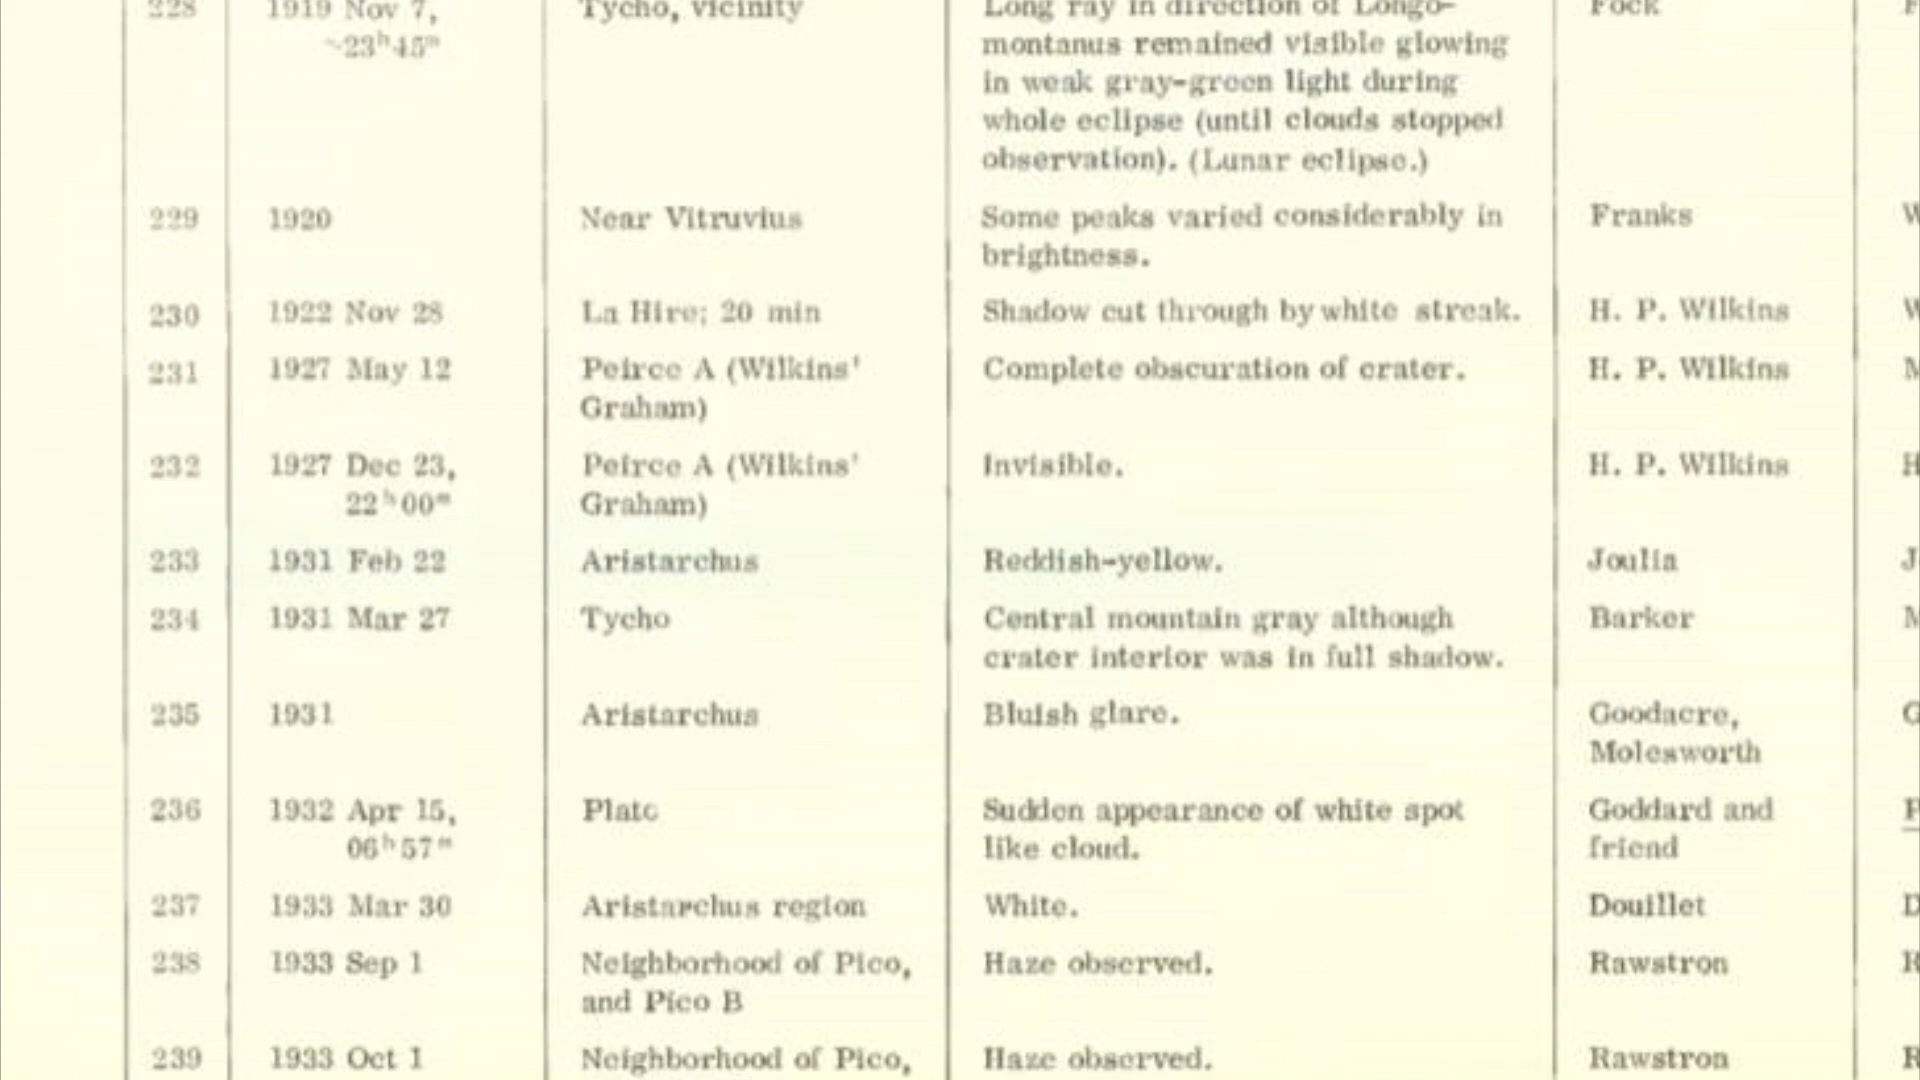 228 1919 Nov 7, Tycho, vicinity Long ray in direction of Longo- Fock
~23h45m montanus remained visible glowing
in weak gray-green light during
whole eclipse (until clouds stopped
observation). (Lunar eclipse.)
229 1920 Near Vitruvius Some peaks varied considerably in Franks
brightness.
230 1922 Nov 28 La Hire; 20 min Shadow cut through by white streak. H. P. Wilkins
231 1927 May 12 Peirce A (Wilkins' Complete obscuration of crater. H. P. Wilkins
Graham)
232 1927 Dec 23, Peirce A (Wilkins' Invisible. H. P. Wilkins
22h00m Graham)
233 1931 Feb 22 Aristarchus Reddish-yellow. Joulia
234 1931 Mar 27 Tycho Central mountain gray although Barker
crater interior was in full shadow.
235 1931 Aristarchus Bluish glare. Goodacre,
Molesworth
236 1932 Apr 15, Plato Sudden appearance of white spot Goddard and
06h57m like cloud. friend
237 1933 Mar 30 Aristarchus region White. Douillet
238 1933 Sep 1 Neighborhood of Pico, Haze observed. Rawstron
and Pico B
239 1933 Oct 1 Neighborhood of Pico, Haze observed. Rawstron